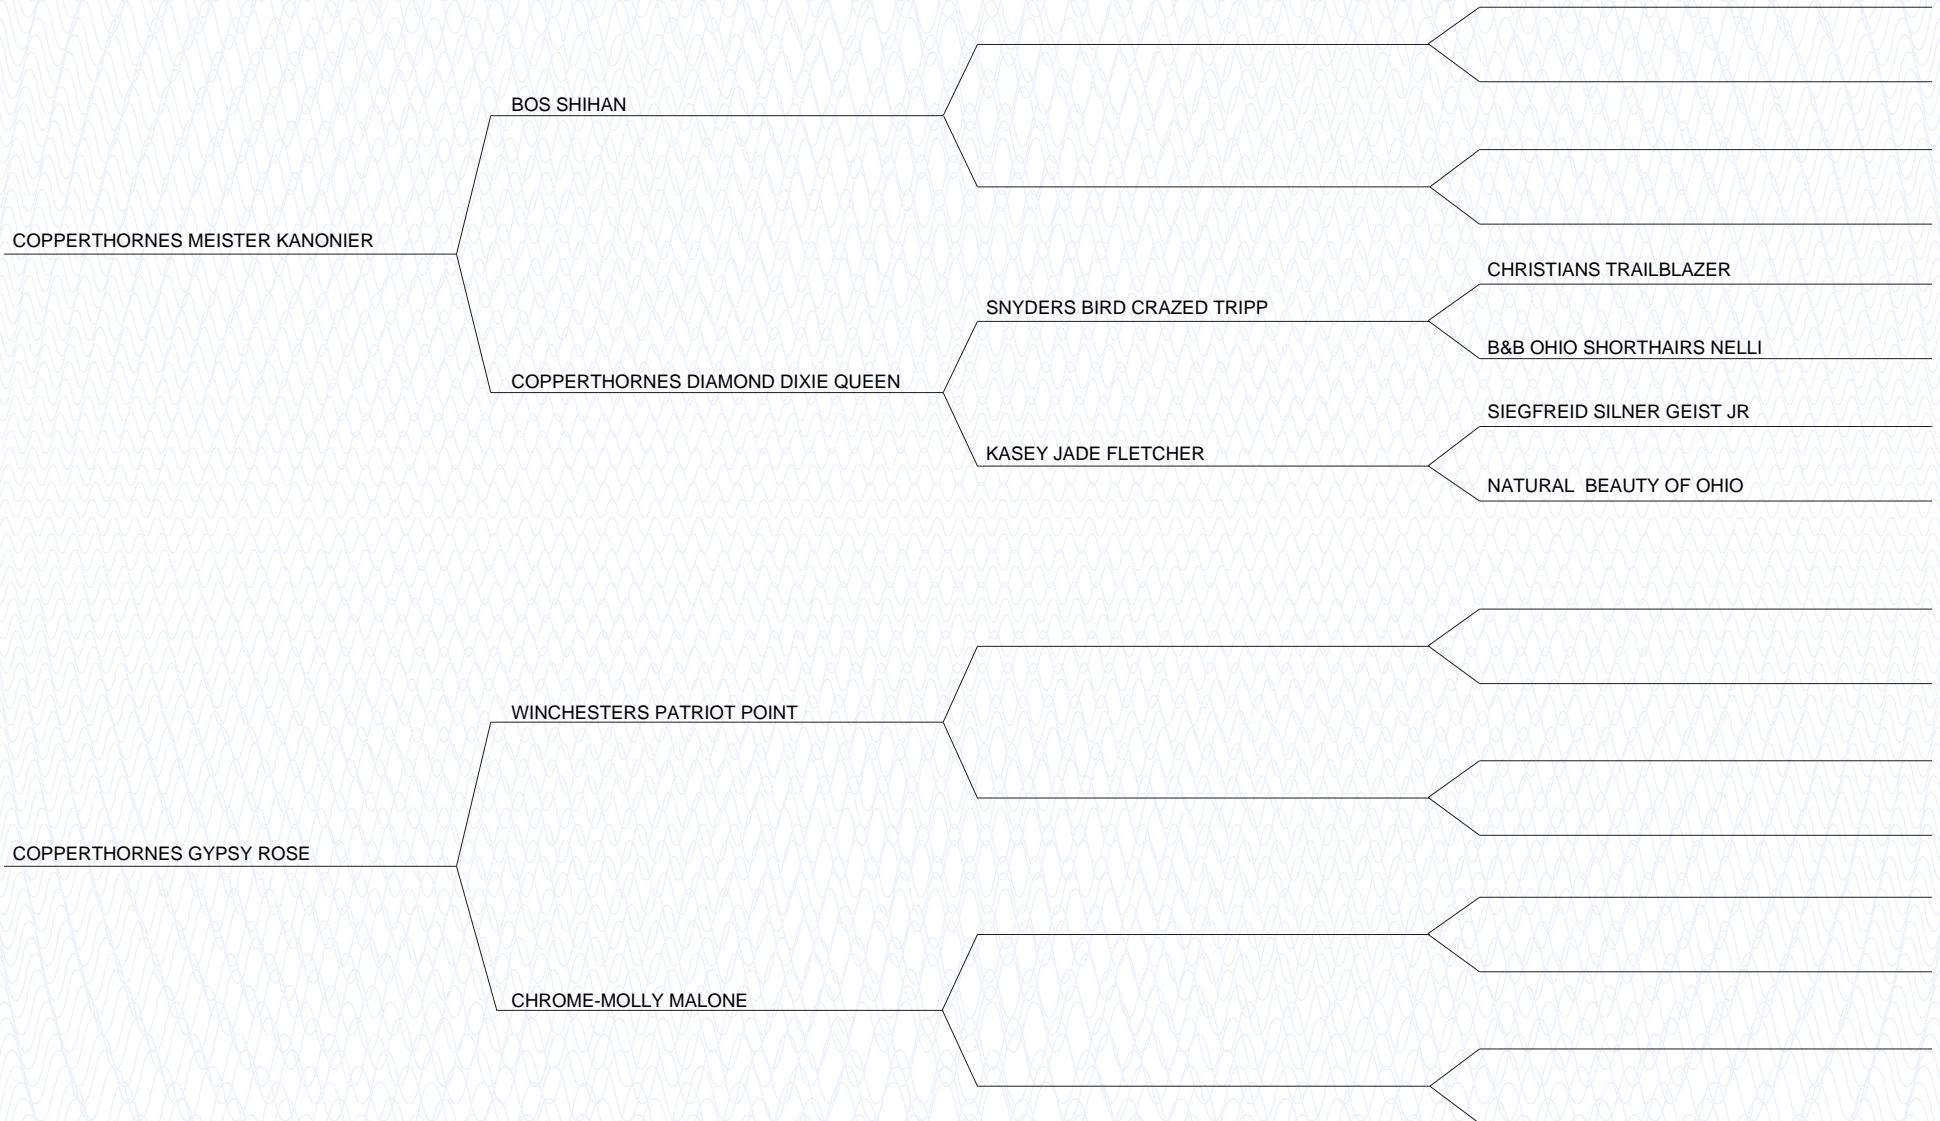 BOS SHIHAN
COPPERTHORNES MEISTER KANONIER
CHRISTIANS TRAILBLAZER
SNYDERS BIRD CRAZED TRIPP
B&B OHIO SHORTHAIRS NELLI
COPPERTHORNES DIAMOND DIXIE QUEEN
SIEGFREID SILNER GEIST JR
KASEY JADE FLETCHER
NATURAL  BEAUTY OF OHIO
WINCHESTERS PATRIOT POINT
COPPERTHORNES GYPSY ROSE
CHROME-MOLLY MALONE